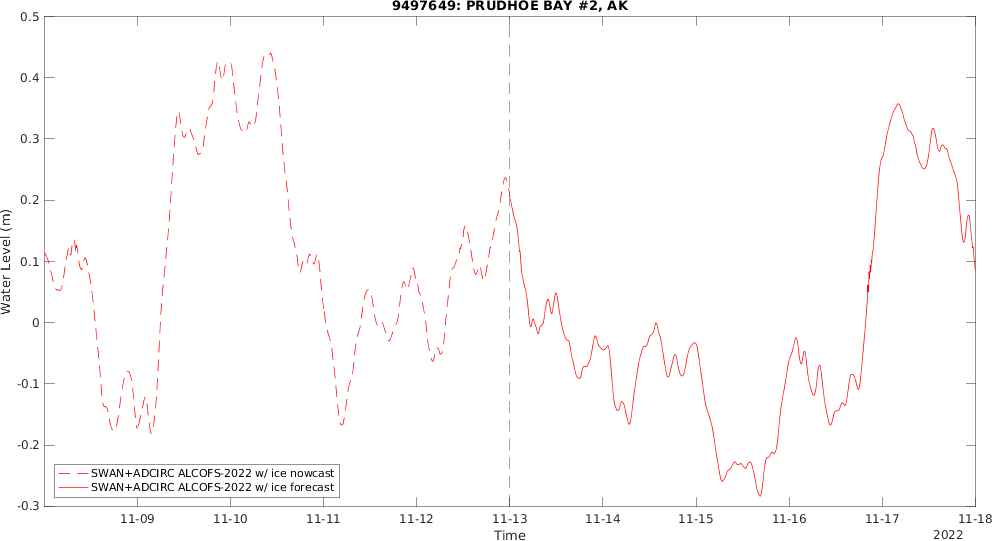 9497649: PRUDHOE BAY #2, AK
0.5
0.4
0.3
0.2
0.1
0
-0.1
-0.2
-0.3
Water Level (m)
SWAN+ADCIRC ALCOFS-2022 w/ ice nowcast
SWAN+ADCIRC ALCOFS-2022 w/ ice forecast
11-09 11-10 11-11 11-12 11-13 11-14 11-15 11-16 11-17 11-18
Time
2022